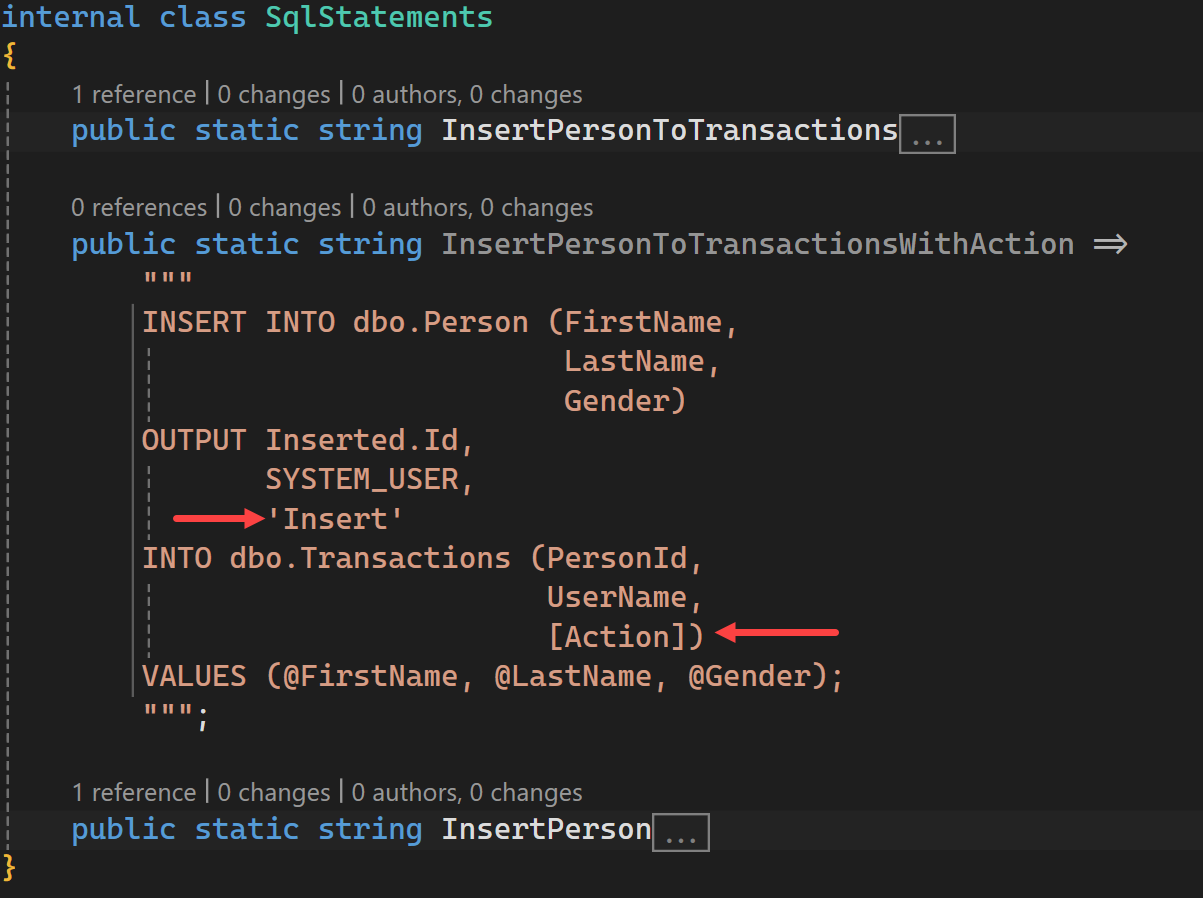 internal class SqlStatements
{
1 reference | 0 changes | 0 authors, 0 changes
public static string InsertPersonToTransactions...
0 references | 0 changes | 0 authors, 0 changes
public static string InsertPersonToTransactionsWithAction =>
"""
INSERT INTO dbo.Person (FirstName,
LastName,
Gender)
OUTPUT Inserted.Id,
SYSTEM_USER,
'Insert'
INTO dbo.Transactions (PersonId,
UserName,
[Action])
VALUES (@FirstName, @LastName, @Gender);
""";
1 reference | 0 changes | 0 authors, 0 changes
public static string InsertPerson...
}